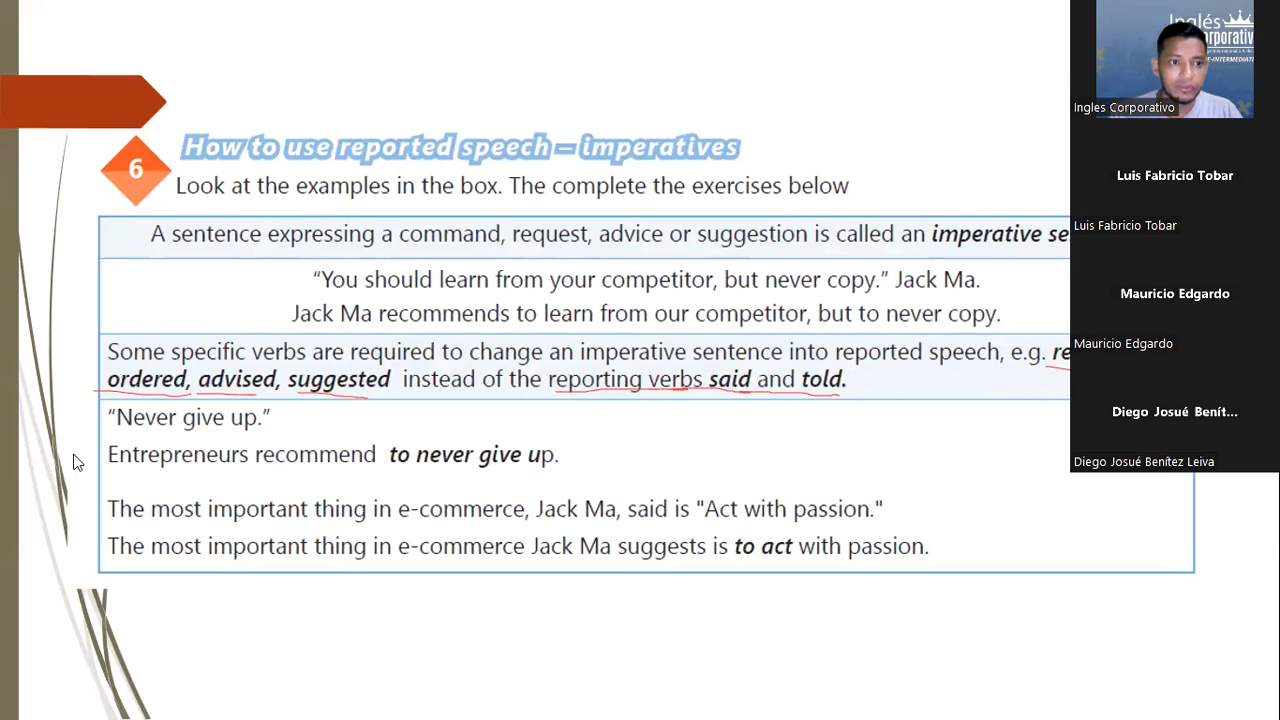 How to use reported speech – imperatives
6
Look at the examples in the box. The complete the exercises below
A sentence expressing a command, request, advice or suggestion is called an imperative se
"You should learn from your competitor, but never copy." Jack Ma.
Jack Ma recommends to learn from our competitor, but to never copy.
Some specific verbs are required to change an imperative sentence into reported speech, e.g. re
ordered, advised, suggested instead of the reporting verbs said and told.
"Never give up."
Entrepreneurs recommend to never give up.
The most important thing in e-commerce, Jack Ma, said is "Act with passion."
The most important thing in e-commerce Jack Ma suggests is to act with passion.
Inglés
Ingles Corporativo
Luis Fabricio Tobar
Luis Fabricio Tobar
Mauricio Edgardo
Mauricio Edgardo
Diego Josué Benít...
Diego Josué Benítez Leiva